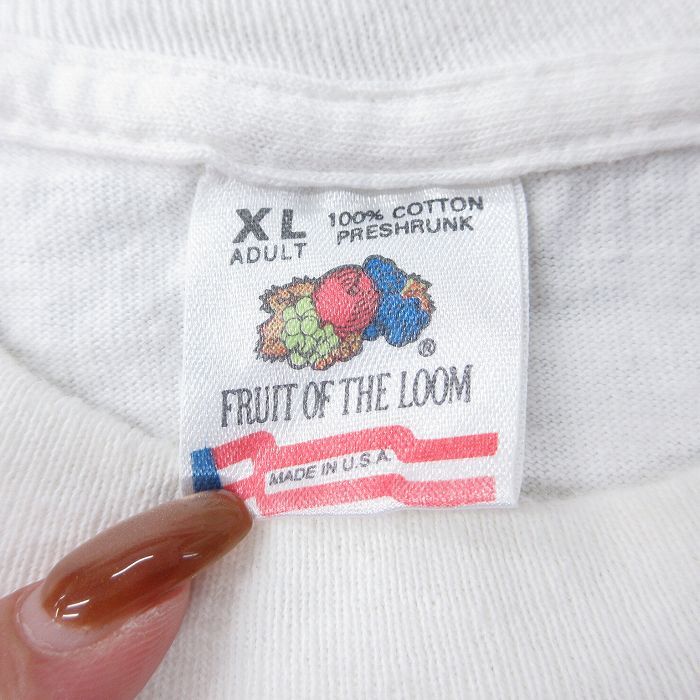 XL
ADULT
100% COTTON
PRESHRUNK
®
FRUIT OF THE LOOM
MADE IN U.S.A.